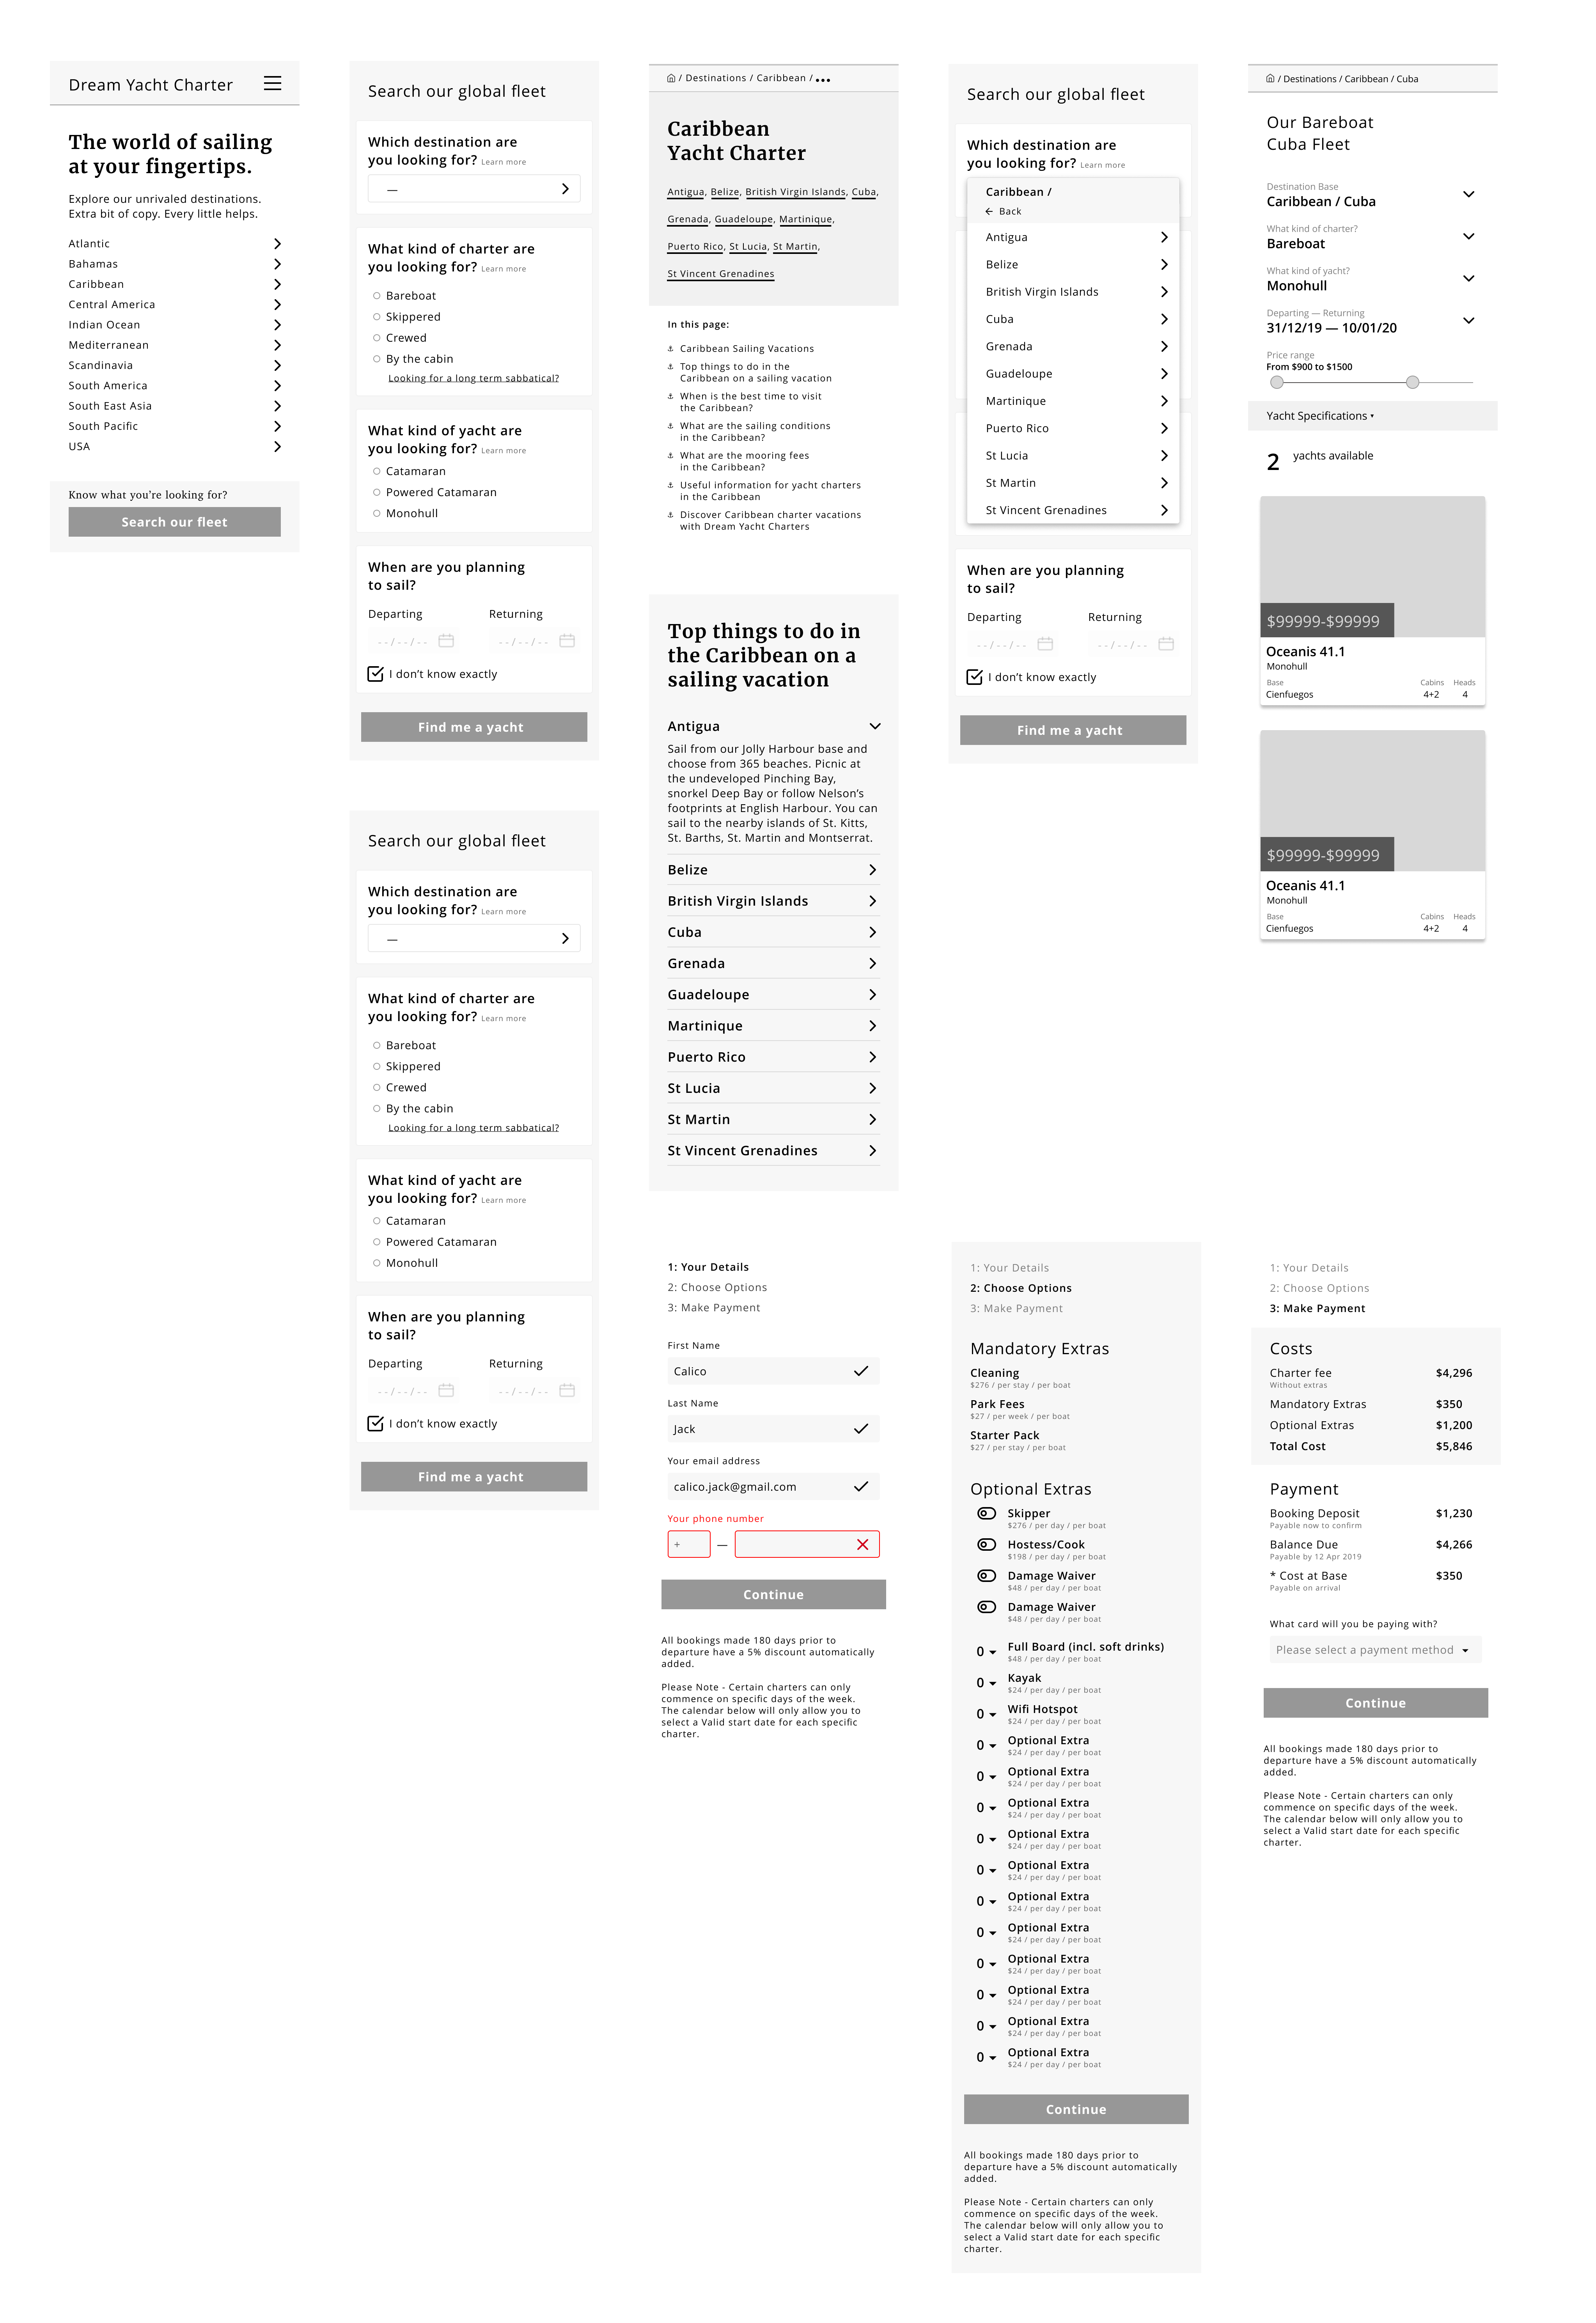 Dream Yacht Charter
The world of sailing
at your fingertips.
Explore our unrivaled destinations.
Extra bit of copy. Every little helps.
Atlantic
Bahamas
Caribbean
Central America
Indian Ocean
Mediterranean
Scandinavia
South America
South East Asia
South Pacific
USA
Know what you're looking for?
Search our fleet
Search our global fleet
Which destination are
you looking for? Learn more
—
What kind of charter are
you looking for? Learn more
Bareboat
Skippered
Crewed
By the cabin
Looking for a long term sabbatical?
What kind of yacht are
you looking for? Learn more
Catamaran
Powered Catamaran
Monohull
When are you planning
to sail?
Departing Returning
--/--/-- --/--/--
I don't know exactly
Find me a yacht
Search our global fleet
Which destination are
you looking for? Learn more
—
What kind of charter are
you looking for? Learn more
Bareboat
Skippered
Crewed
By the cabin
Looking for a long term sabbatical?
What kind of yacht are
you looking for? Learn more
Catamaran
Powered Catamaran
Monohull
When are you planning
to sail?
Departing Returning
--/--/-- --/--/--
I don't know exactly
Find me a yacht
/ Destinations / Caribbean / •••
Caribbean
Yacht Charter
Antigua, Belize, British Virgin Islands, Cuba,
Grenada, Guadeloupe, Martinique,
Puerto Rico, St Lucia, St Martin,
St Vincent Grenadines
In this page:
Caribbean Sailing Vacations
Top things to do in the
Caribbean on a sailing vacation
When is the best time to visit
the Caribbean?
What are the sailing conditions
in the Caribbean?
What are the mooring fees
in the Caribbean?
Useful information for yacht charters
in the Caribbean
Discover Caribbean charter vacations
with Dream Yacht Charters
Top things to do in
the Caribbean on a
sailing vacation
Antigua
Sail from our Jolly Harbour base and
choose from 365 beaches. Picnic at
the undeveloped Pinching Bay,
snorkel Deep Bay or follow Nelson's
footprints at English Harbour. You can
sail to the nearby islands of St. Kitts,
St. Barths, St. Martin and Montserrat.
Belize
British Virgin Islands
Cuba
Grenada
Guadeloupe
Martinique
Puerto Rico
St Lucia
St Martin
St Vincent Grenadines
Search our global fleet
Which destination are
you looking for? Learn more
Caribbean /
Back
Antigua
Belize
British Virgin Islands
Cuba
Grenada
Guadeloupe
Martinique
Puerto Rico
St Lucia
St Martin
St Vincent Grenadines
When are you planning
to sail?
Departing Returning
--/--/-- --/--/--
I don't know exactly
Find me a yacht
/ Destinations / Caribbean / Cuba
Our Bareboat
Cuba Fleet
Destination Base
Caribbean / Cuba
What kind of charter?
Bareboat
What kind of yacht?
Monohull
Departing — Returning
31/12/19 — 10/01/20
Price range
From $900 to $1500
Yacht Specifications
2 yachts available
$99999-$99999
Oceanis 41.1
Monohull
Base Cabins Heads
Cienfuegos 4+2 4
$99999-$99999
Oceanis 41.1
Monohull
Base Cabins Heads
Cienfuegos 4+2 4
1: Your Details
2: Choose Options
3: Make Payment
First Name
Calico
Last Name
Jack
Your email address
calico.jack@gmail.com
Your phone number
+ —
Continue
All bookings made 180 days prior to
departure have a 5% discount automatically
added.
Please Note - Certain charters can only
commence on specific days of the week.
The calendar below will only allow you to
select a Valid start date for each specific
charter.
1: Your Details
2: Choose Options
3: Make Payment
Mandatory Extras
Cleaning
$276 / per stay / per boat
Park Fees
$27 / per week / per boat
Starter Pack
$27 / per stay / per boat
Optional Extras
Skipper
$276 / per day / per boat
Hostess/Cook
$198 / per day / per boat
Damage Waiver
$48 / per day / per boat
Damage Waiver
$48 / per day / per boat
0 Full Board (incl. soft drinks)
$48 / per day / per boat
0 Kayak
$24 / per day / per boat
0 Wifi Hotspot
$24 / per day / per boat
0 Optional Extra
$24 / per day / per boat
0 Optional Extra
$24 / per day / per boat
0 Optional Extra
$24 / per day / per boat
0 Optional Extra
$24 / per day / per boat
0 Optional Extra
$24 / per day / per boat
0 Optional Extra
$24 / per day / per boat
0 Optional Extra
$24 / per day / per boat
0 Optional Extra
$24 / per day / per boat
0 Optional Extra
$24 / per day / per boat
0 Optional Extra
$24 / per day / per boat
0 Optional Extra
$24 / per day / per boat
Continue
All bookings made 180 days prior to
departure have a 5% discount automatically
added.
Please Note - Certain charters can only
commence on specific days of the week.
The calendar below will only allow you to
select a Valid start date for each specific
charter.
1: Your Details
2: Choose Options
3: Make Payment
Costs
Charter fee $4,296
Without extras
Mandatory Extras $350
Optional Extras $1,200
Total Cost $5,846
Payment
Booking Deposit $1,230
Payable now to confirm
Balance Due $4,266
Payable by 12 Apr 2019
* Cost at Base $350
Payable on arrival
What card will you be paying with?
Please select a payment method
Continue
All bookings made 180 days prior to
departure have a 5% discount automatically
added.
Please Note - Certain charters can only
commence on specific days of the week.
The calendar below will only allow you to
select a Valid start date for each specific
charter.